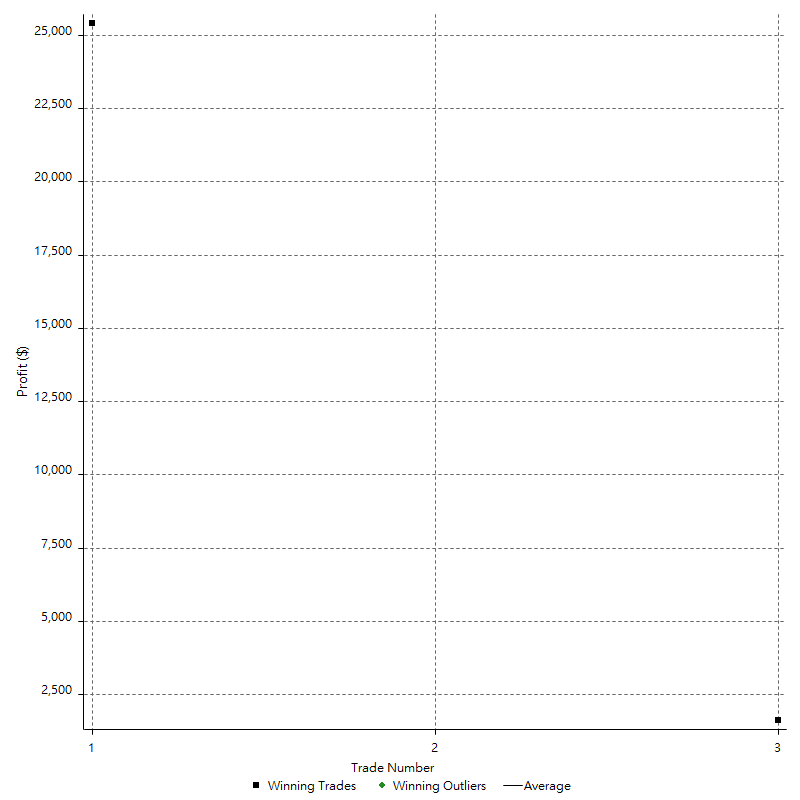 25,000
22,500
20,000
17,500
15,000
12,500
10,000
7,500
5,000
2,500
Profit ($)
1 2 3
Trade Number
Winning Trades Winning Outliers Average